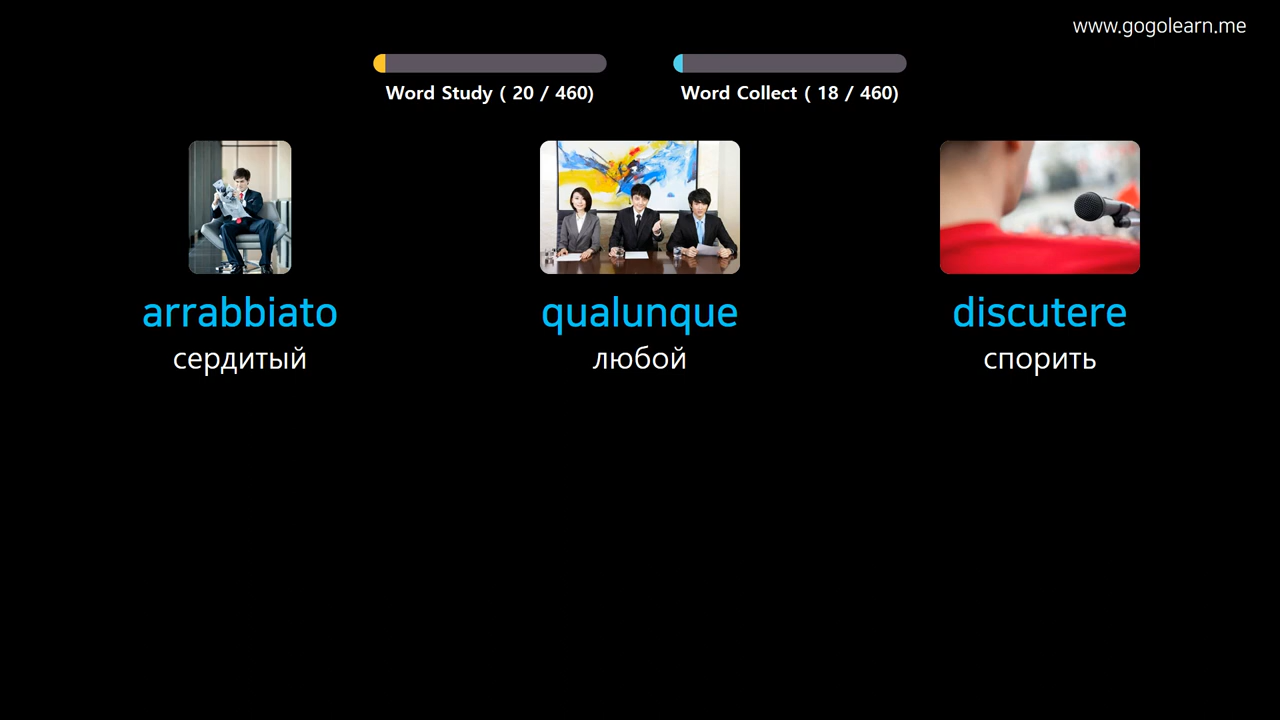 www.gogolearn.me
Word Study ( 20 / 460)
Word Collect ( 18 / 460)
arrabbiato
сердитый
qualunque
любой
discutere
спорить